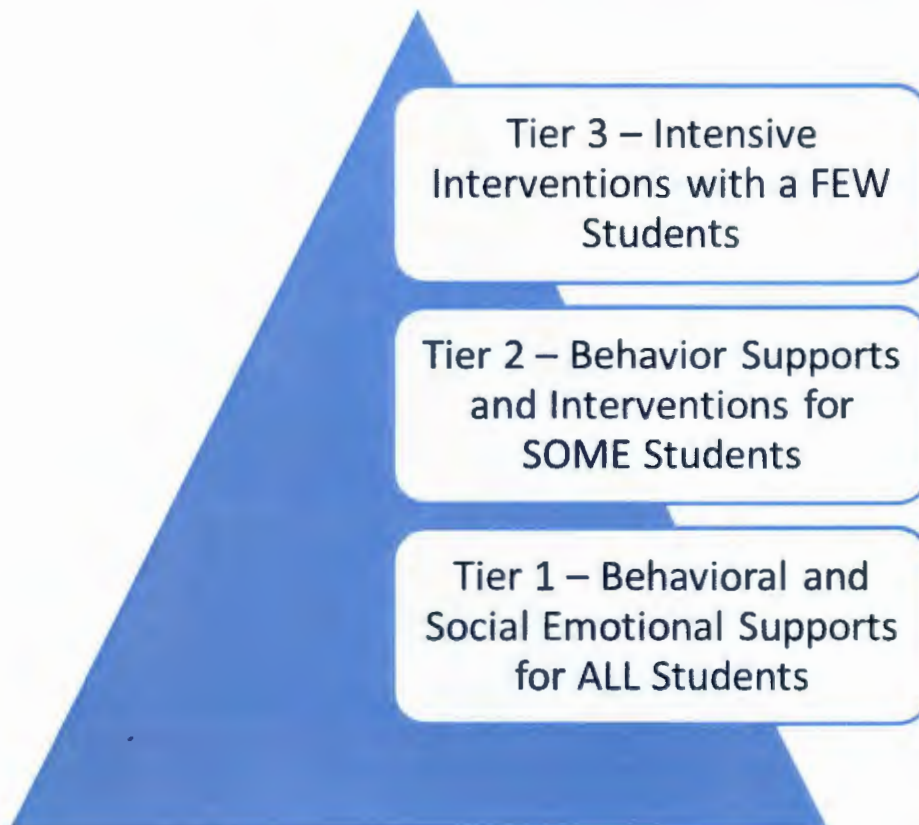 Tier 3 – Intensive
Interventions with a FEW
Students
Tier 2 – Behavior Supports
and Interventions for
SOME Students
Tier 1 – Behavioral and
Social Emotional Supports
for ALL Students